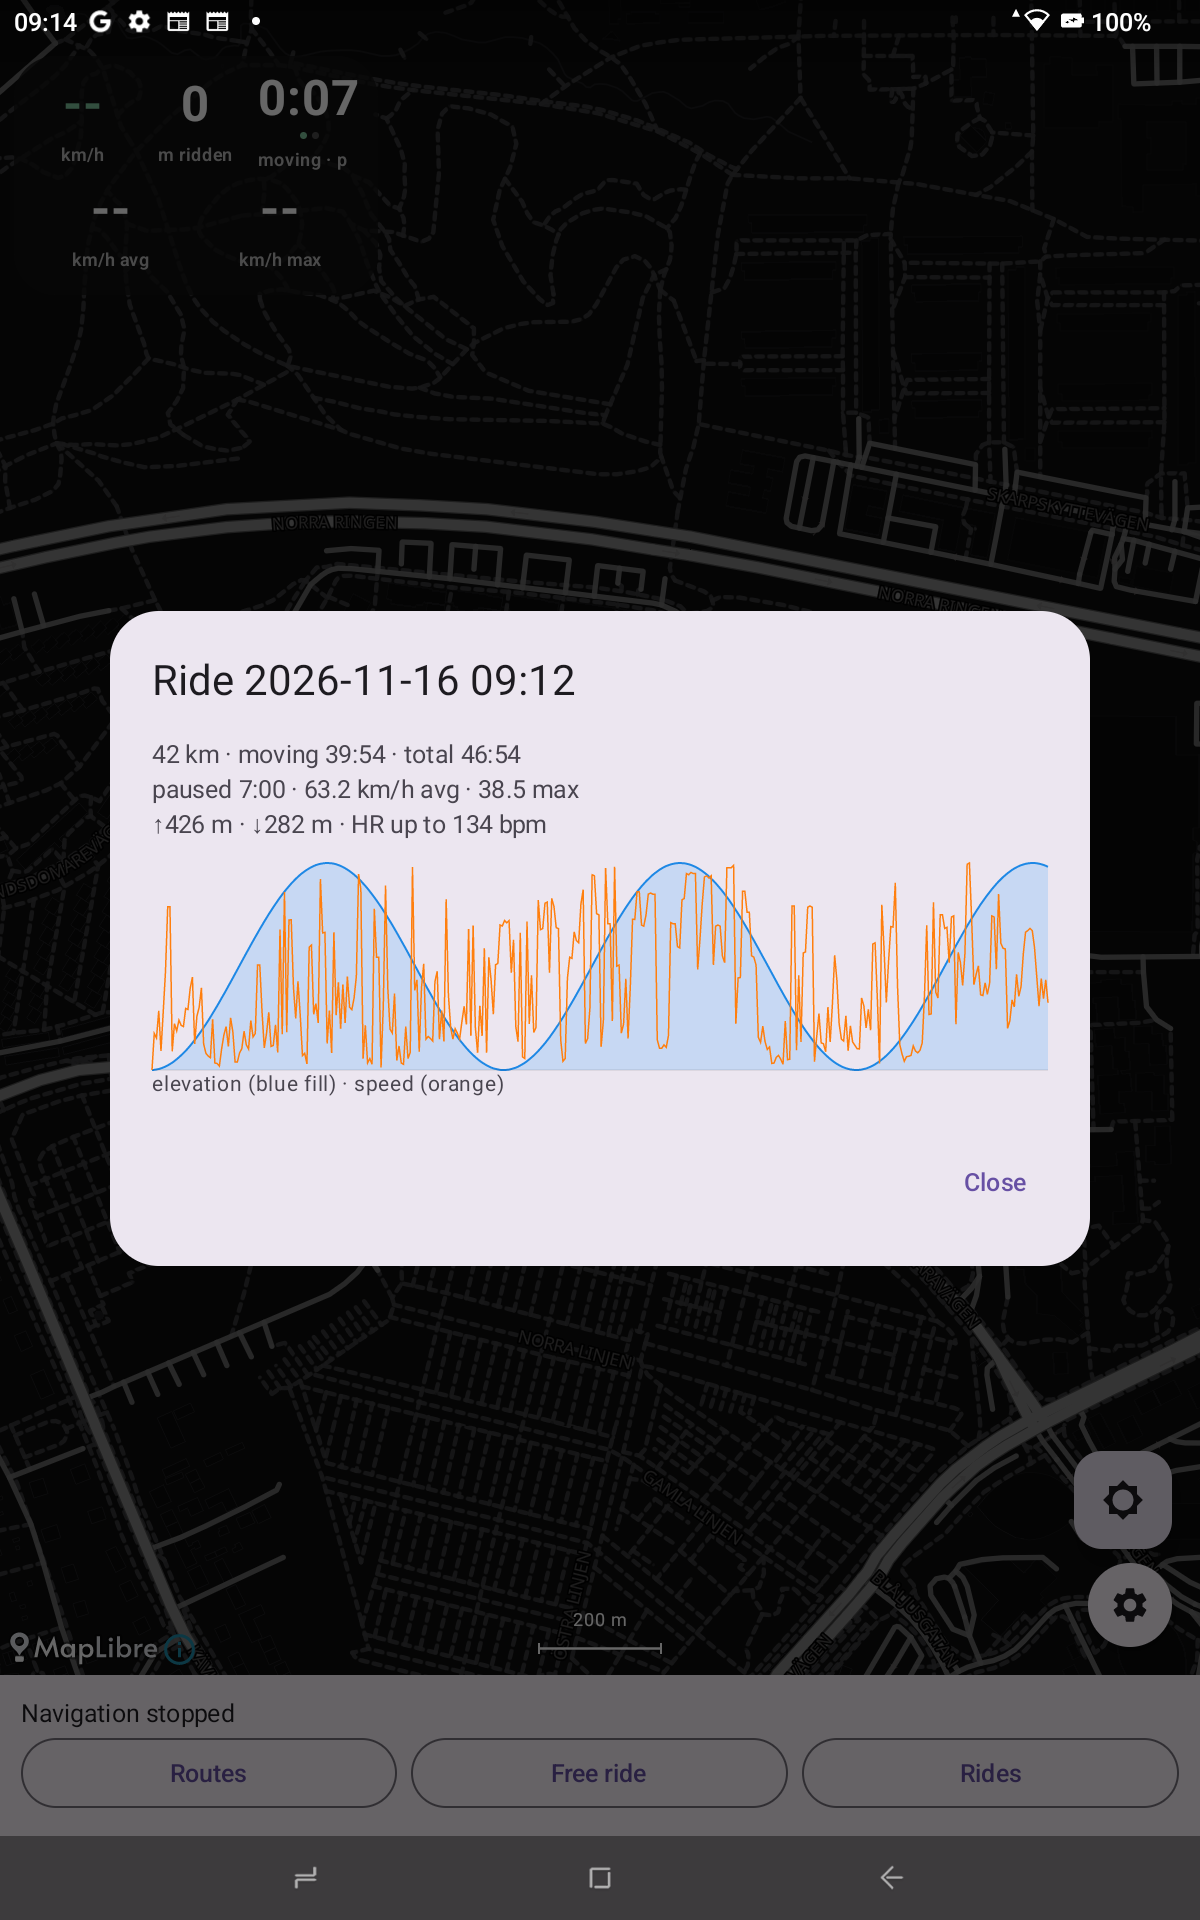 09:14
100%
-- 0 0:07
km/h m ridden moving · p
-- --
km/h avg km/h max
NORRA RINGEN
SKARPSKYTTEVÄGEN
NORRA RINGEN
Ride 2026-11-16 09:12
42 km · moving 39:54 · total 46:54
paused 7:00 · 63.2 km/h avg · 38.5 max
↑426 m · ↓282 m · HR up to 134 bpm
elevation (blue fill) · speed (orange)
Close
NORRA LINJEN
GAMLA LINJEN
BLÅLJUSGATAN
200 m
MapLibre
Navigation stopped
Routes Free ride Rides